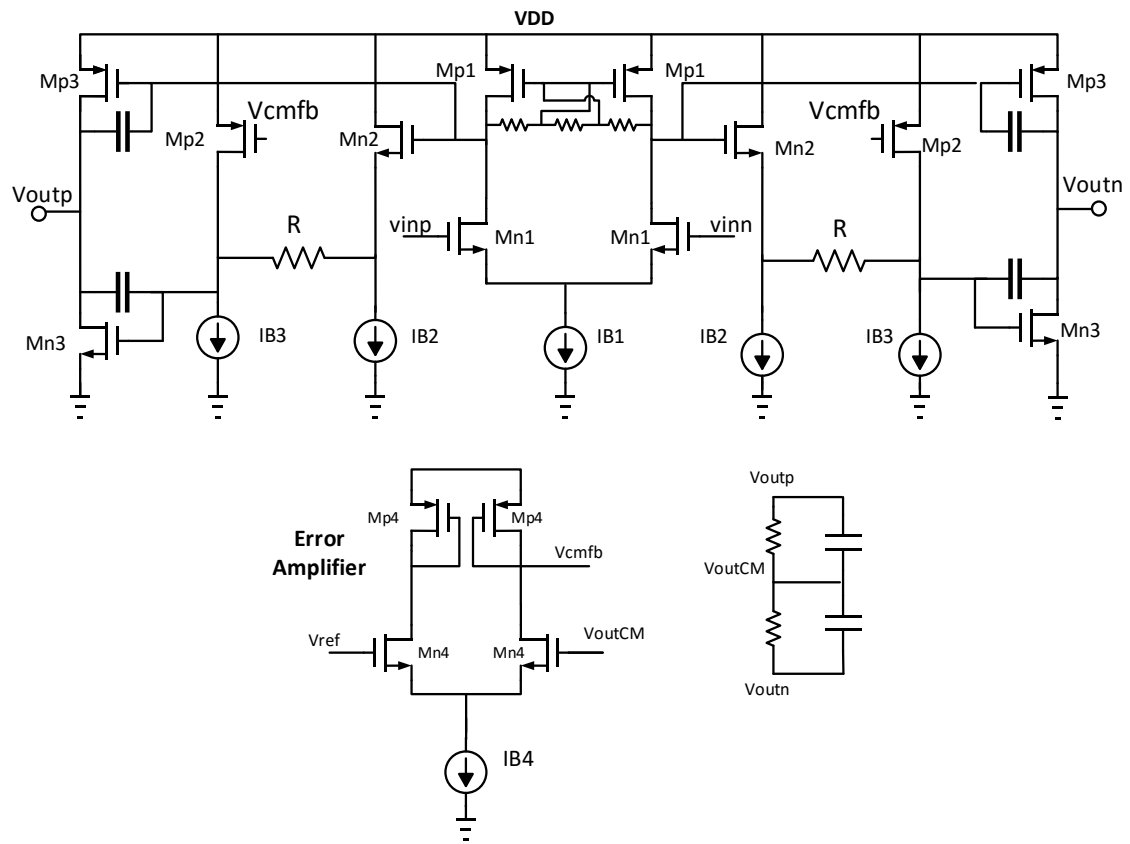 VDD
Mp3
Mp1
Mp1
Mp3
Vcmfb
Vcmfb
Mp2
Mn2
Mn2
Mp2
Voutp
Voutn
R
vinp
Mn1
Mn1
vinn
R
Mn3
IB3
IB2
IB1
IB2
IB3
Mn3
Error
Amplifier
Mp4
Mp4
Vcmfb
Vref
Mn4
Mn4
VoutCM
IB4
Voutp
VoutCM
Voutn